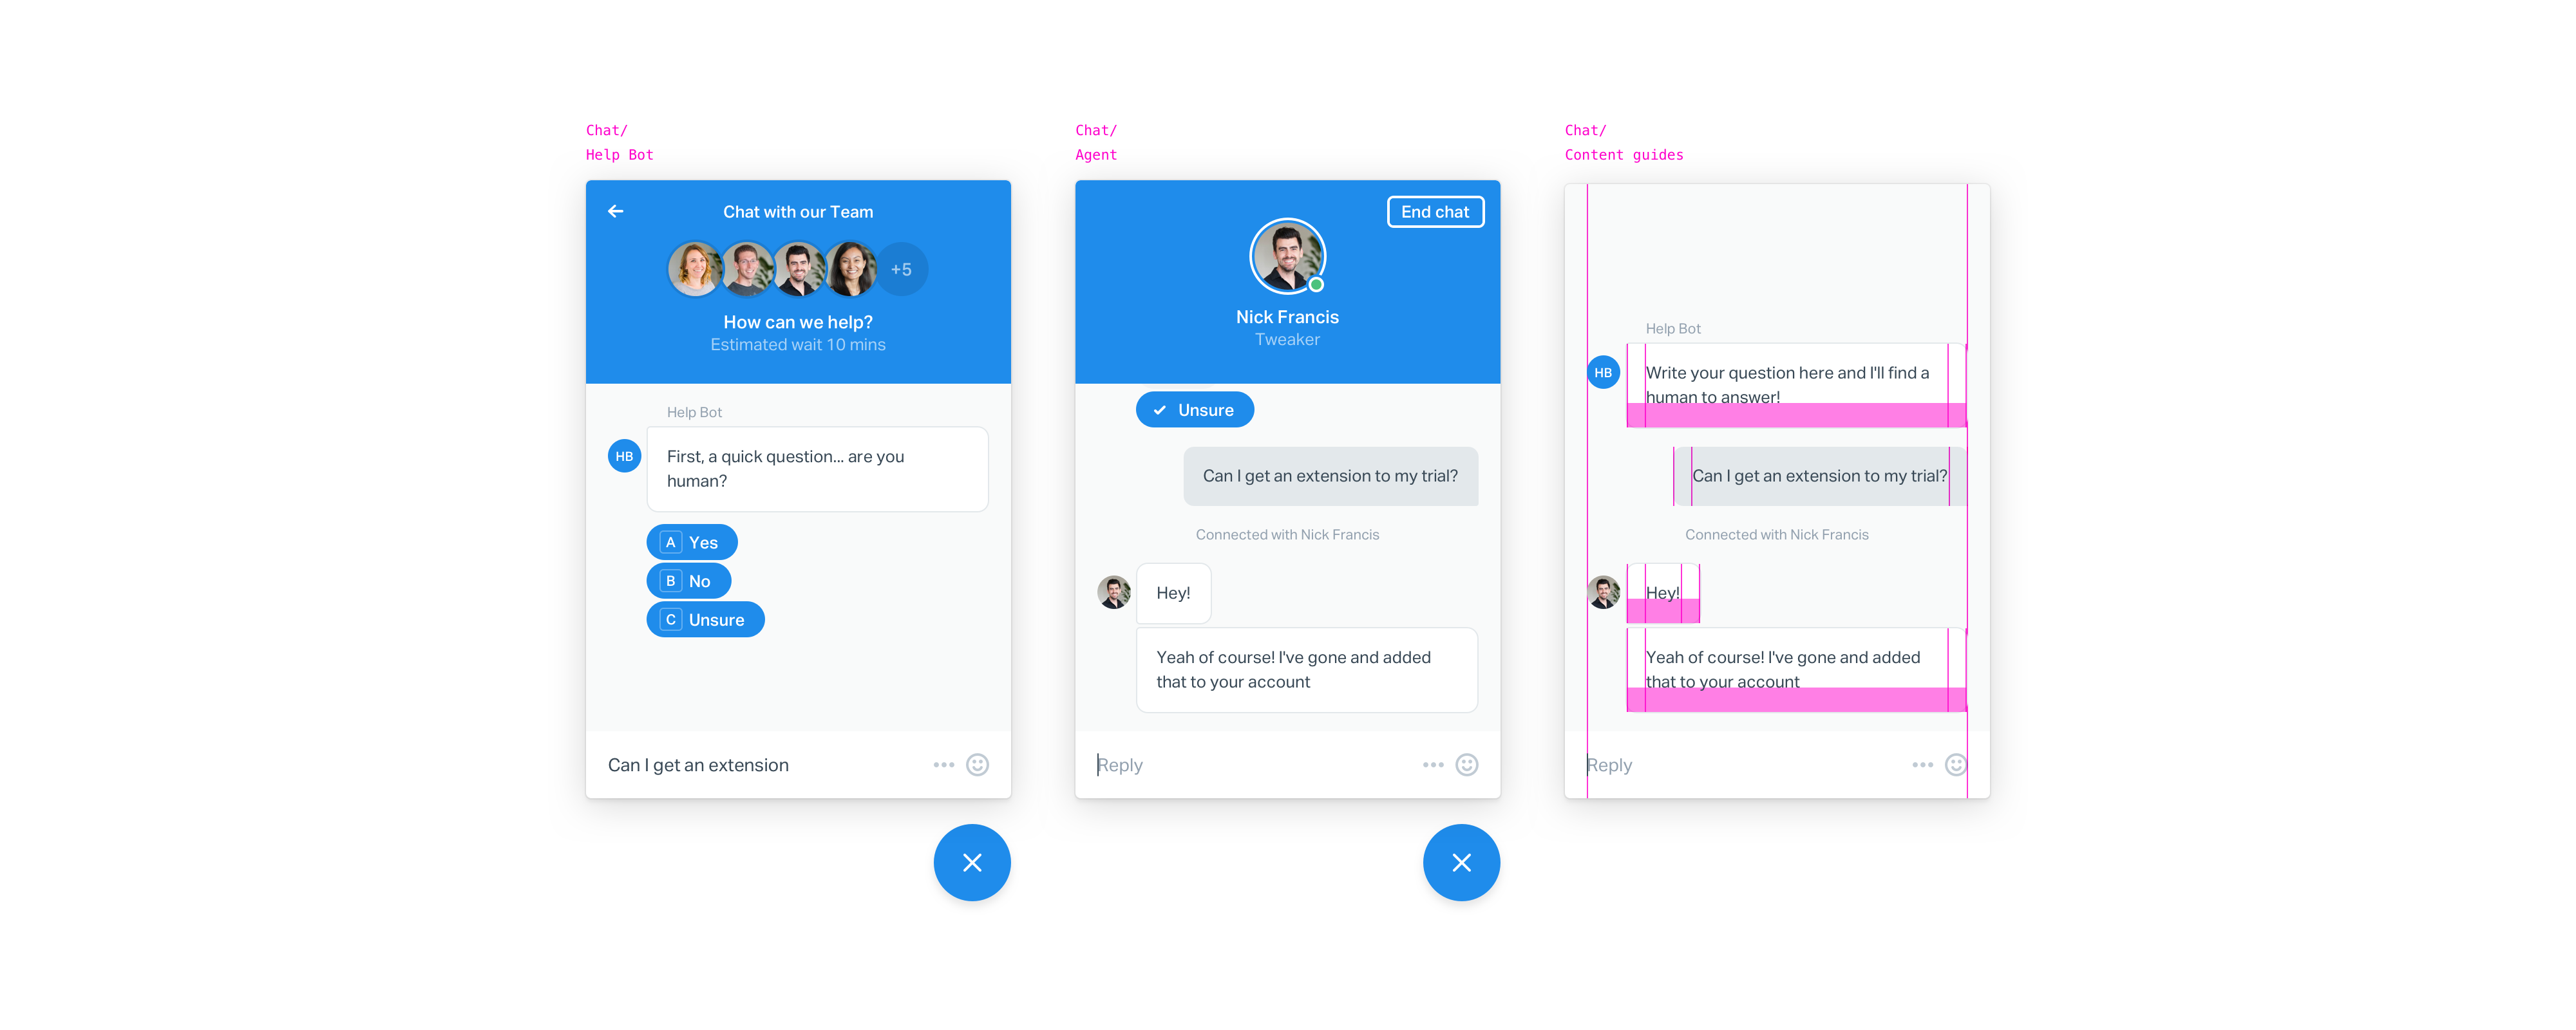 Chat/
Help Bot
Chat with our Team
+5
How can we help?
Estimated wait 10 mins
Help Bot
HB
First, a quick question... are you
human?
A Yes
B No
C Unsure
Can I get an extension
Chat/
Agent
End chat
Nick Francis
Tweaker
Unsure
Can I get an extension to my trial?
Connected with Nick Francis
Hey!
Yeah of course! I've gone and added
that to your account
Reply
Chat/
Content guides
Help Bot
HB
Write your question here and I'll find a
human to answer!
Can I get an extension to my trial?
Connected with Nick Francis
Hey!
Yeah of course! I've gone and added
that to your account
Reply